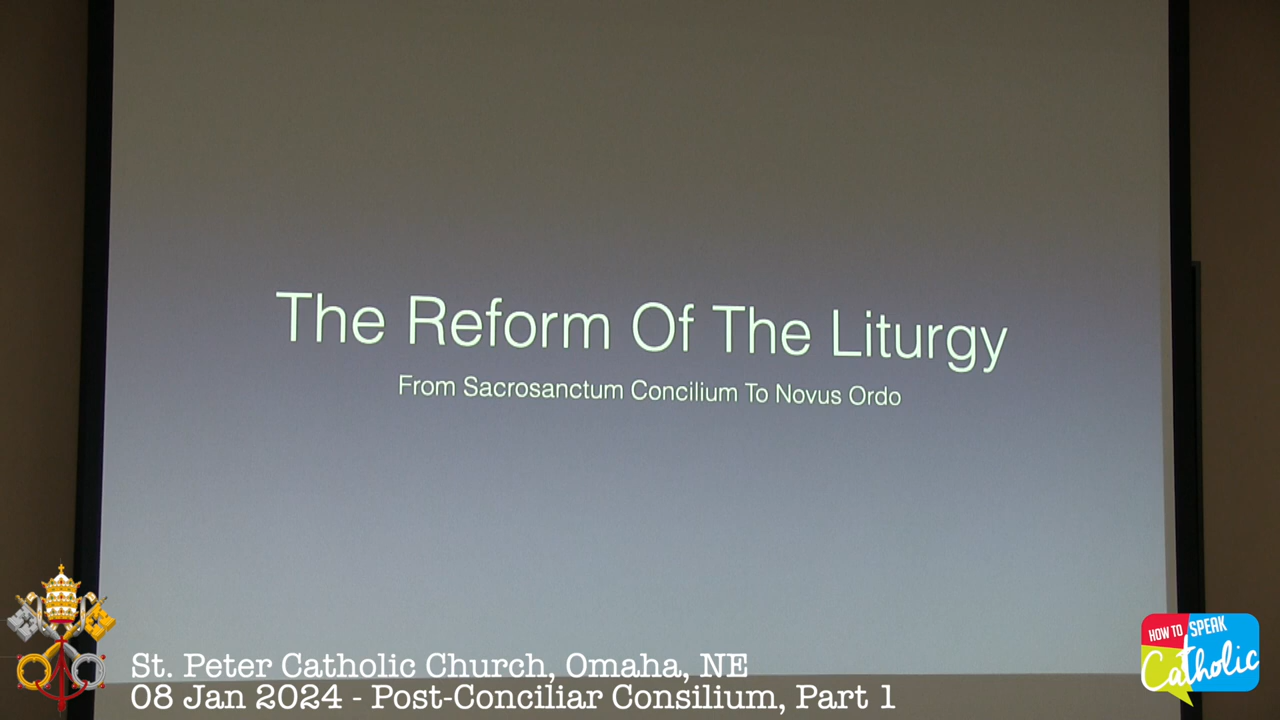 The Reform Of The Liturgy
From Sacrosanctum Concilium To Novus Ordo
HOW TO SPEAK
Catholic
St. Peter Catholic Church, Omaha, NE
08 Jan 2024 - Post-Conciliar Consilium, Part 1